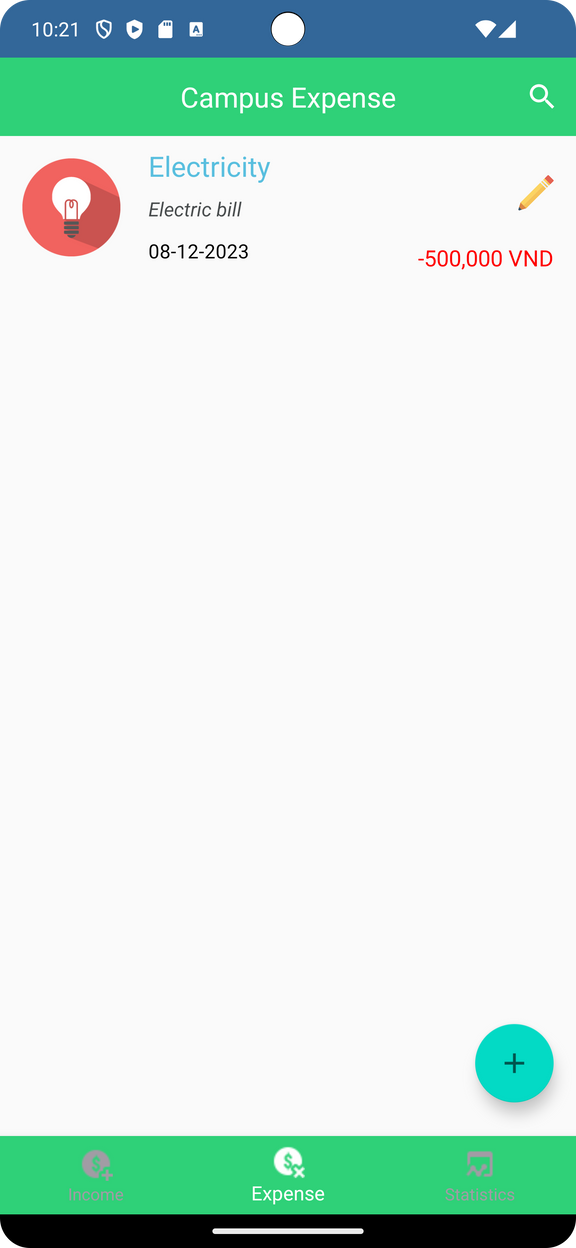 10:21
Campus Expense
Electricity
Electric bill
08-12-2023
-500,000 VND
Income
Expense
Statistics